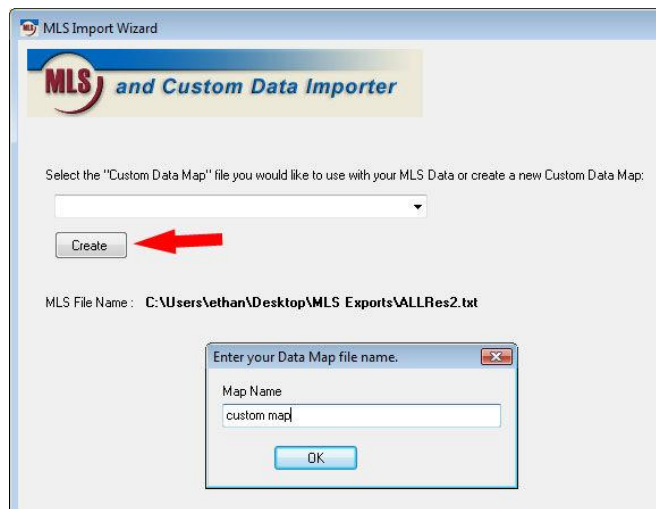 MLS MLS Import Wizard
MLS and Custom Data Importer
Select the "Custom Data Map" file you would like to use with your MLS Data or create a new Custom Data Map:
Create
MLS File Name : C:\Users\ethan\Desktop\MLS Exports\ALLRes2.txt
Enter your Data Map file name.
Map Name
custom map
OK